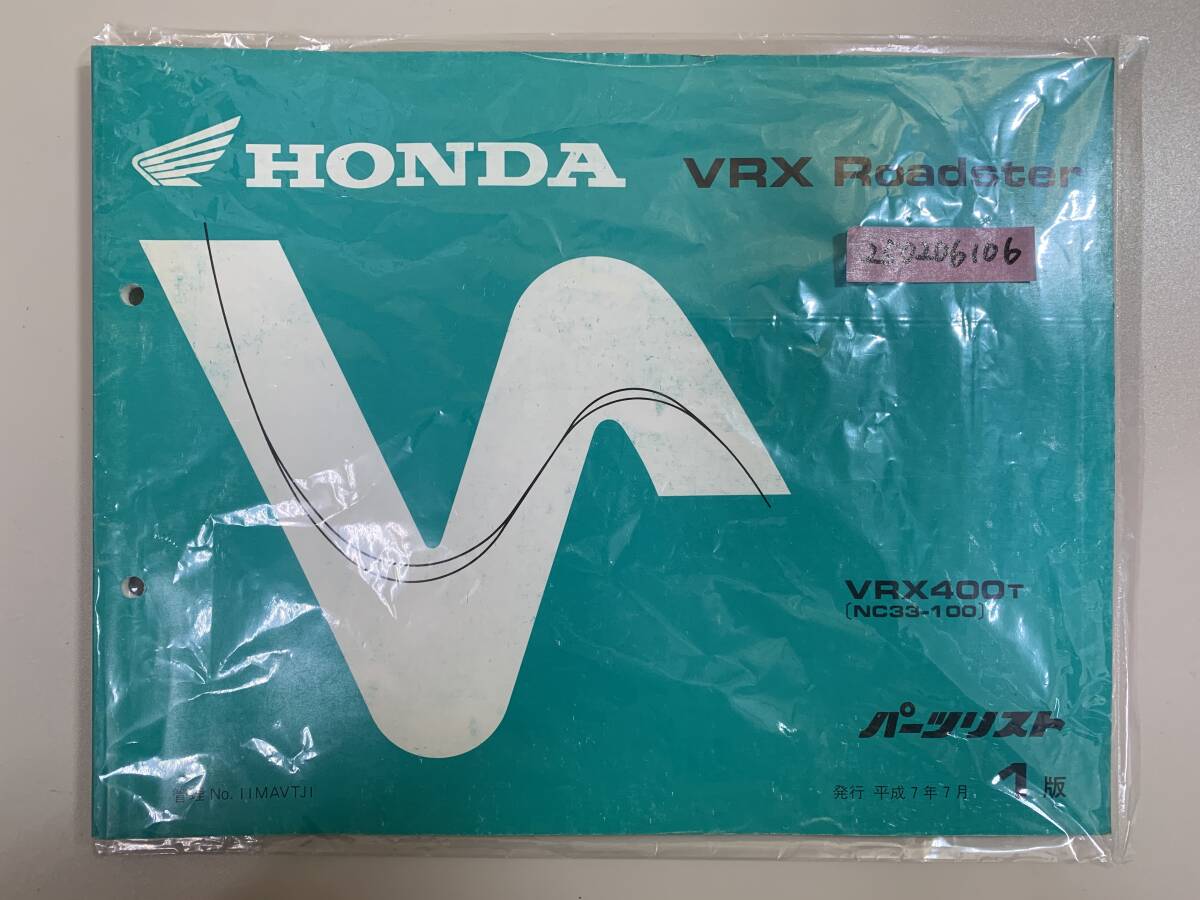 HONDA
VRX Roadster
VRX400T
(NC33-100)
パーツリスト
管理 No. 11MAVTJ1
発行 平成7年7月 1版